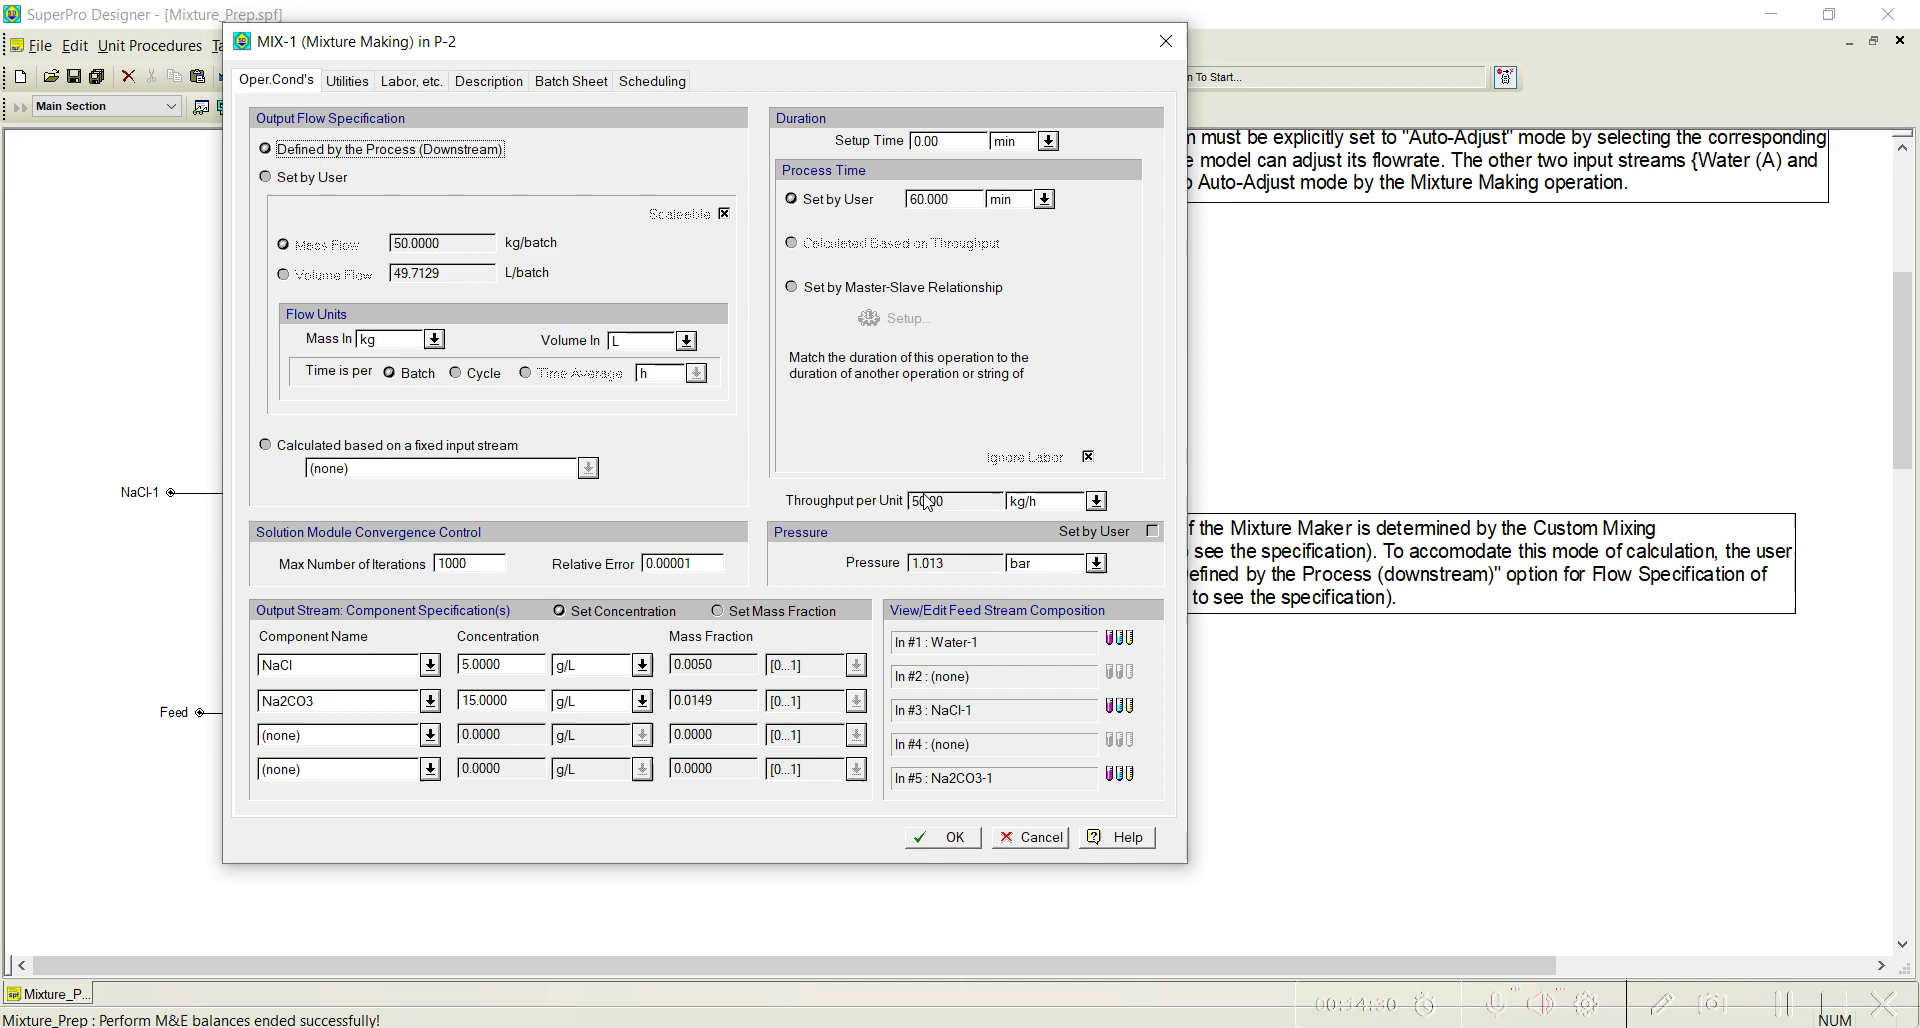 SuperPro Designer - [Mixture_Prep.spf]
File Edit Unit Procedures Ta
Main Section
MIX-1 (Mixture Making) in P-2
Oper.Cond's Utilities Labor, etc. Description Batch Sheet Scheduling
Output Flow Specification
Defined by the Process (Downstream)
Set by User
Scaleable
Mass Flow 50.0000 kg/batch
Volume Flow 49.7129 L/batch
Flow Units
Mass In kg Volume In L
Time is per Batch Cycle Time Average h
Calculated based on a fixed input stream
(none)
Solution Module Convergence Control
Max Number of Iterations 1000 Relative Error 0.00001
Duration
Setup Time 0.00 min
Process Time
Set by User 60.000 min
Calculated Based on Throughput
Set by Master-Slave Relationship
Setup...
Match the duration of this operation to the
duration of another operation or string of
Ignore Labor
Throughput per Unit 50.00 kg/h
Pressure Set by User
Pressure 1.013 bar
Output Stream: Component Specification(s) Set Concentration Set Mass Fraction
Component Name Concentration Mass Fraction
NaCl 5.0000 g/L 0.0050 [0...1]
Na2CO3 15.0000 g/L 0.0149 [0...1]
(none) 0.0000 g/L 0.0000 [0...1]
(none) 0.0000 g/L 0.0000 [0...1]
View/Edit Feed Stream Composition
In #1 : Water-1
In #2 : (none)
In #3 : NaCl-1
In #4 : (none)
In #5 : Na2CO3-1
OK Cancel Help
NaCl-1
Feed
n To Start...
n must be explicitly set to "Auto-Adjust" mode by selecting the corresponding
e model can adjust its flowrate. The other two input streams {Water (A) and
o Auto-Adjust mode by the Mixture Making operation.
f the Mixture Maker is determined by the Custom Mixing
see the specification). To accomodate this mode of calculation, the user
efined by the Process (downstream)" option for Flow Specification of
to see the specification).
Mixture_P...
00:14:30
Mixture_Prep : Perform M&E balances ended successfully!
NUM